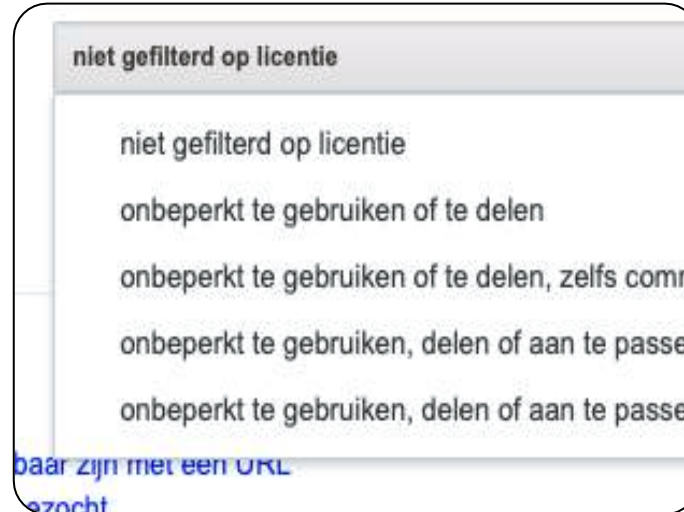 niet gefilterd op licentie
niet gefilterd op licentie
onbeperkt te gebruiken of te delen
onbeperkt te gebruiken of te delen, zelfs
onbeperkt te gebruiken, delen of aan te
onbeperkt te gebruiken, delen of aan te
zijn met een URL